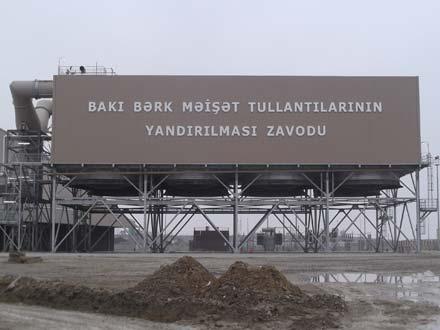 BAKI BƏRK MƏİŞƏT TULLANTILARININ
YANDIRILMASI ZAVODU